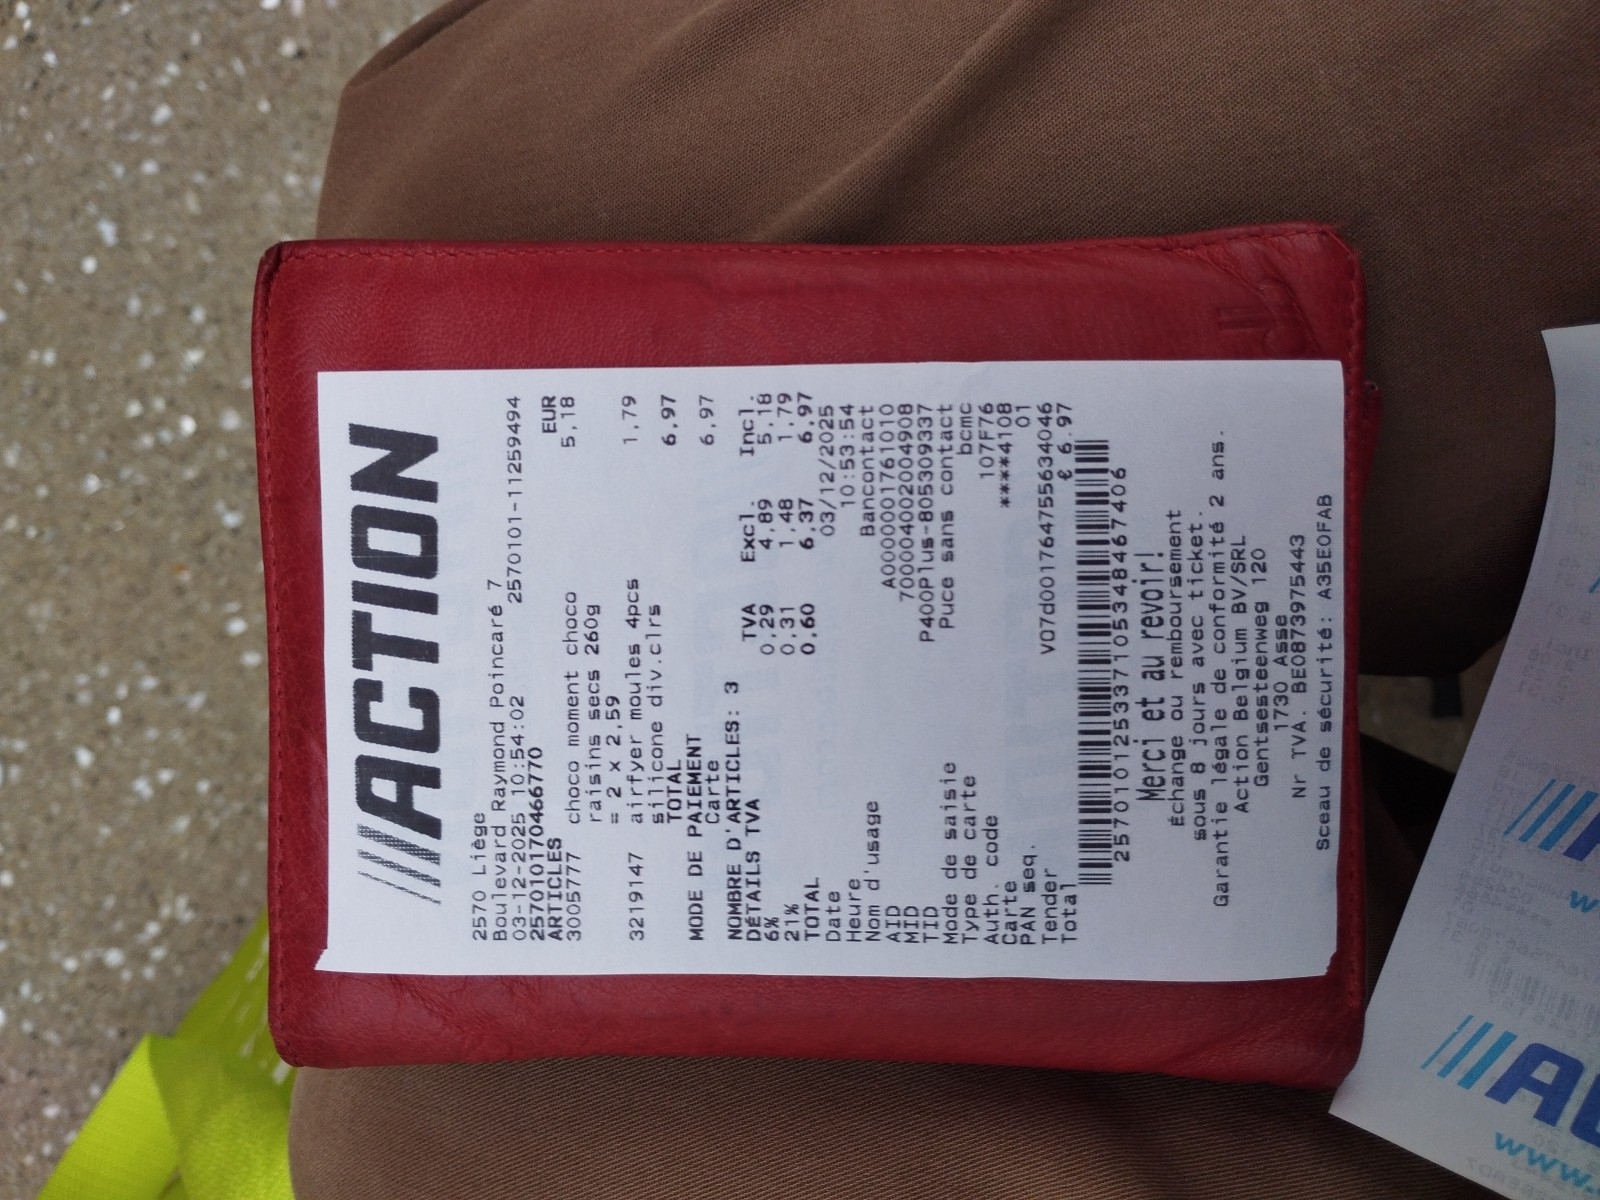 ///ACTION
2570 Liège
Boulevard Raymond Poincaré 7
03-12-2025 10:54:02 2570101-11259494
2570101704667​70
ARTICLES EUR
3005777 choco moment choco 5,18
raisins secs 260g
= 2 x 2,59
3219147 airfyer moules 4pcs 1,79
silicone div.clrs
TOTAL 6,97
MODE DE PAIEMENT
Carte 6,97
NOMBRE D'ARTICLES: 3
DÉTAILS TVA TVA Excl. Incl.
6% 0,29 4,89 5,18
21% 0,31 1,48 1,79
TOTAL 0,60 6,37 6,97
Date 03/12/2025
Heure 10:53:54
Nom d'usage Bancontact
AID A0000001761010
MID 700004002004908
TID P400Plus-805309337
Mode de saisie Puce sans contact
Type de carte bcmc
Auth. code 107F76
Carte ****4108
PAN seq. 01
Tender V07d001764755634046
Total € 6.97
2570101253371053484​67406
Merci et au revoir!
Échange ou remboursement
sous 8 jours avec ticket.
Garantie légale de conformité 2 ans.
Action Belgium BV/SRL
Gentsesteenweg 120
1730 Asse
Nr TVA. BE0873975443
Sceau de sécurité: A35E0FAB
www.